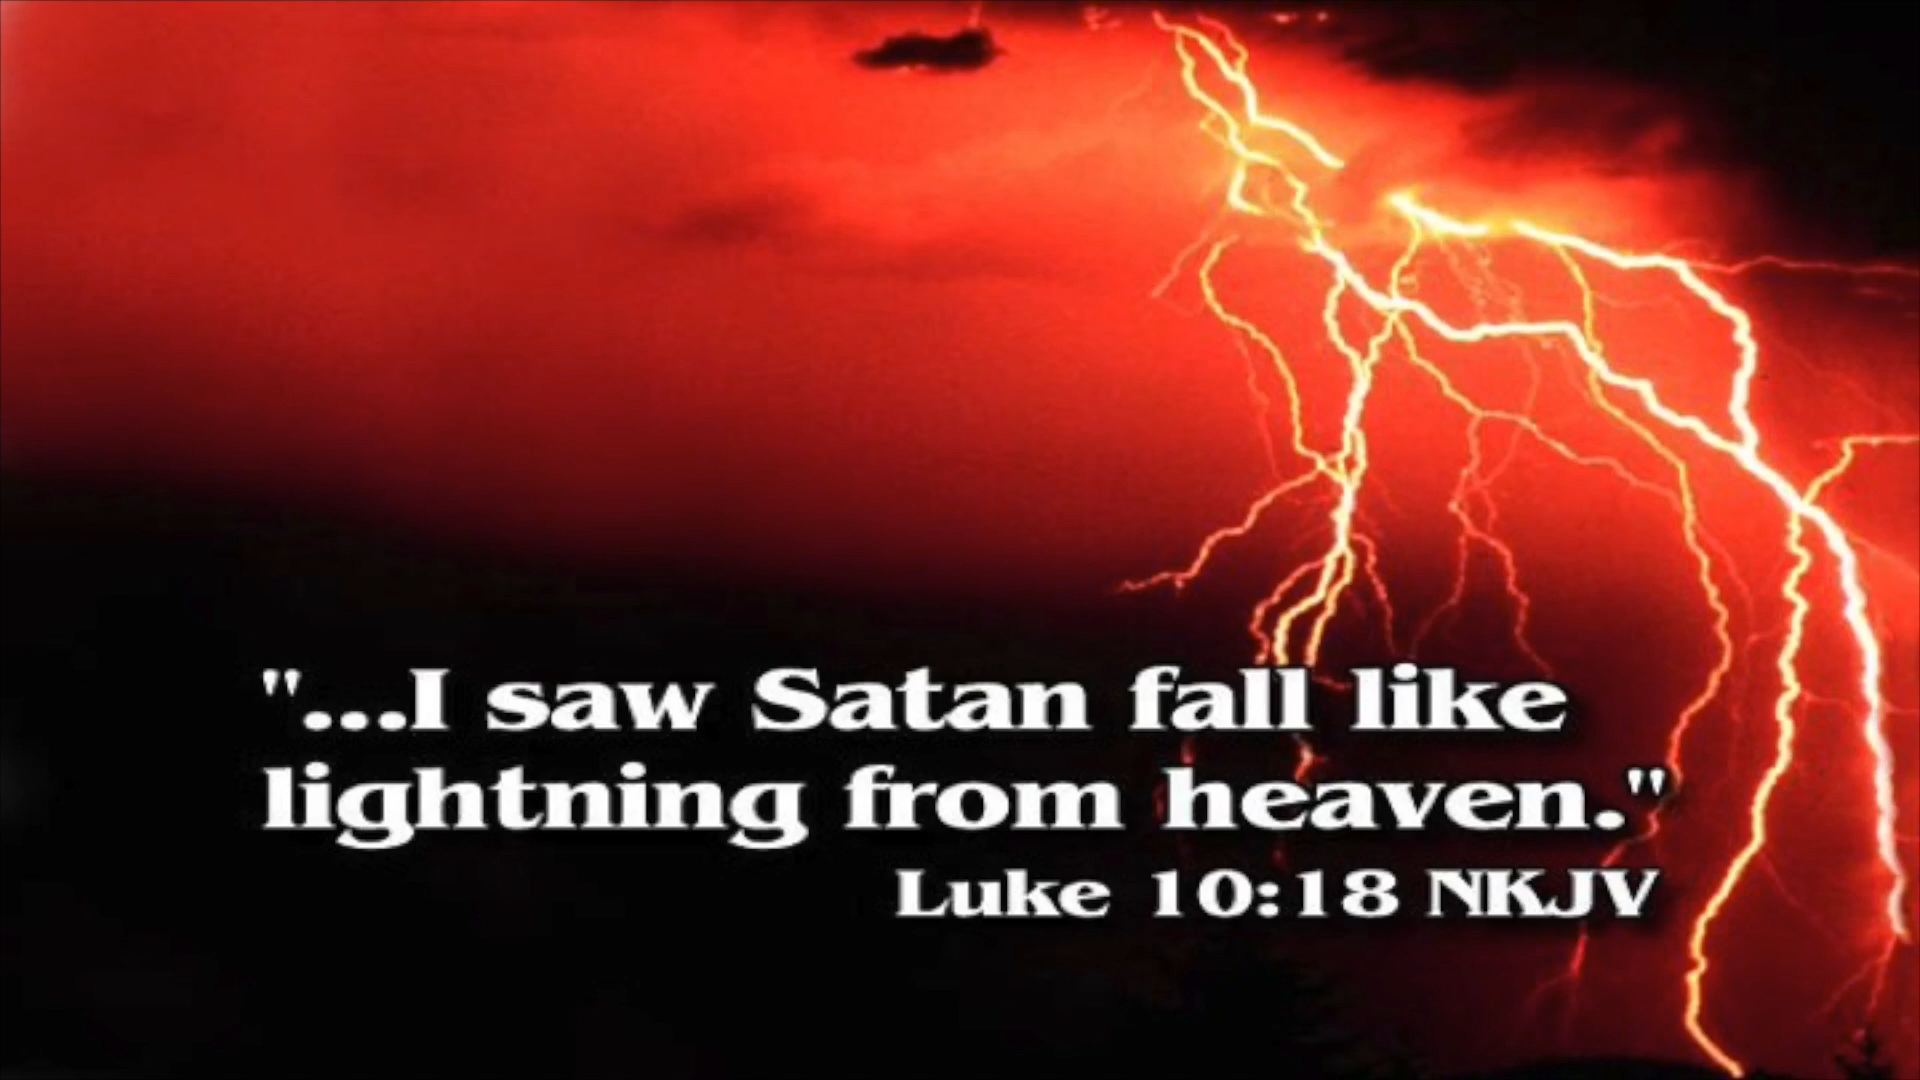 "...I saw Satan fall like
lightning from heaven."
Luke 10:18 NKJV